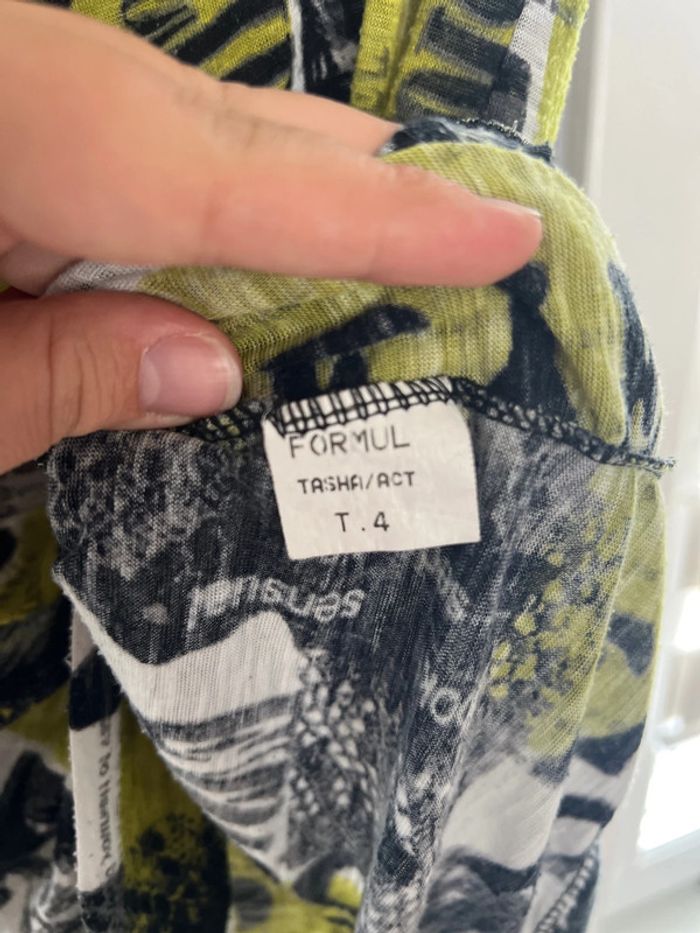 FORMUL
TASHA/ACT
T.4
sensual